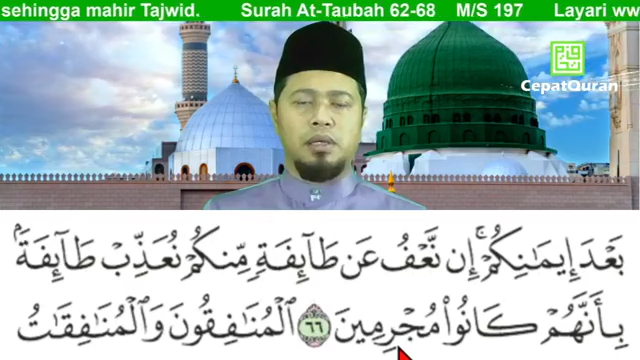 sehingga mahir Tajwid. Surah At-Taubah 62-68 M/S 197 Layari ww
CepatQuran
بَعْدَ إِيمَٰنِكُمْ ۚ إِن نَّعْفُ عَن طَآئِفَةٍ مِّنكُمْ نُعَذِّبْ طَآئِفَةًۢ
بِأَنَّهُمْ كَانُوا۟ مُجْرِمِينَ ٦٦ ٱلْمُنَٰفِقُونَ وَٱلْمُنَٰفِقَٰتُ